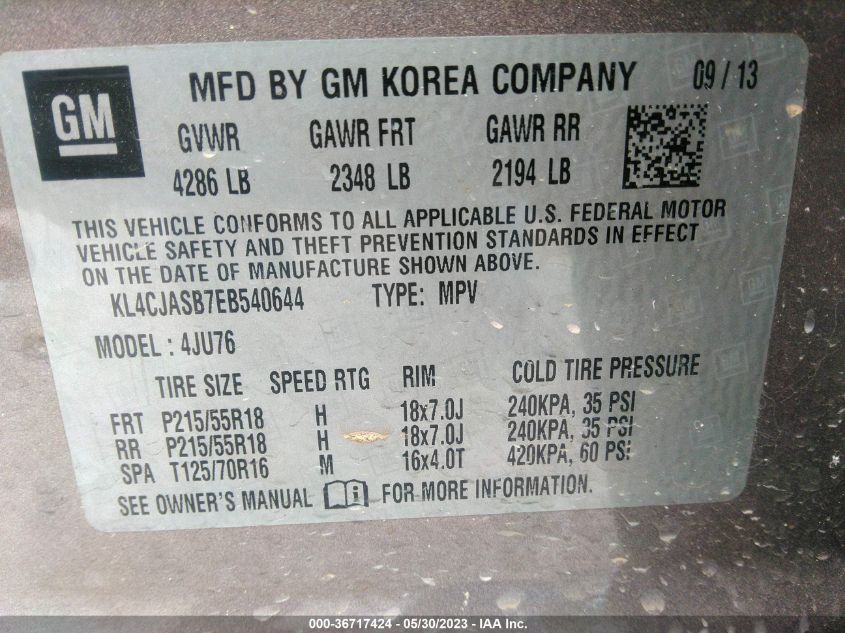 GM
MFD BY GM KOREA COMPANY 09 / 13
GVWR GAWR FRT GAWR RR
4286 LB 2348 LB 2194 LB
THIS VEHICLE CONFORMS TO ALL APPLICABLE U.S. FEDERAL MOTOR
VEHICLE SAFETY AND THEFT PREVENTION STANDARDS IN EFFECT
ON THE DATE OF MANUFACTURE SHOWN ABOVE.
KL4CJASB7EB540644 TYPE: MPV
MODEL : 4JU76
TIRE SIZE SPEED RTG RIM COLD TIRE PRESSURE
FRT P215/55R18 H 18x7.0J 240KPA, 35 PSI
RR P215/55R18 H 18x7.0J 240KPA, 35 PSI
SPA T125/70R16 M 16x4.0T 420KPA, 60 PSI
SEE OWNER'S MANUAL FOR MORE INFORMATION.
000-36717424 - 05/30/2023 - IAA Inc.